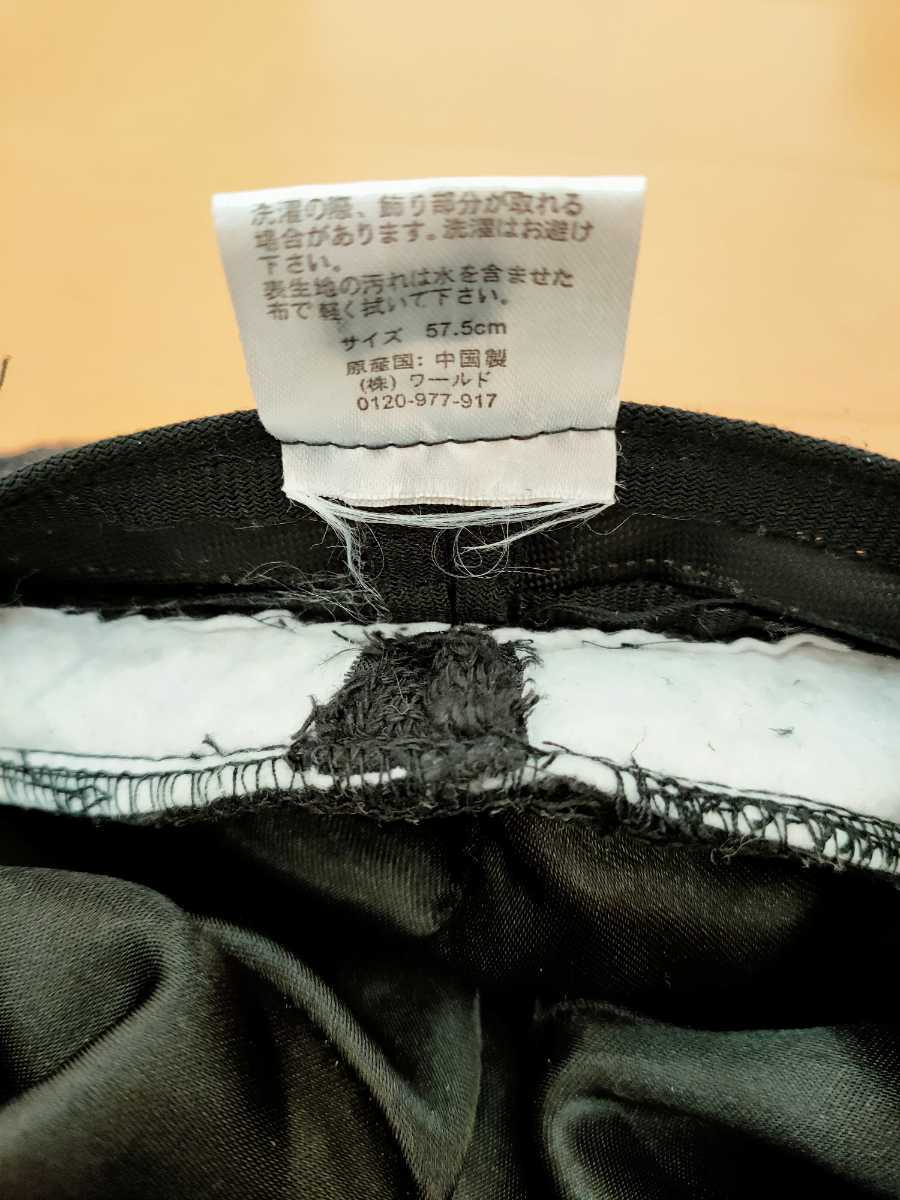 洗濯の際、飾り部分が取れる
場合があります。洗濯はお避け
下さい。
表生地の汚れは水を含ませた
布で軽く拭いて下さい。
サイズ 57.5cm
原産国: 中国製
(株) ワールド
0120-977-917